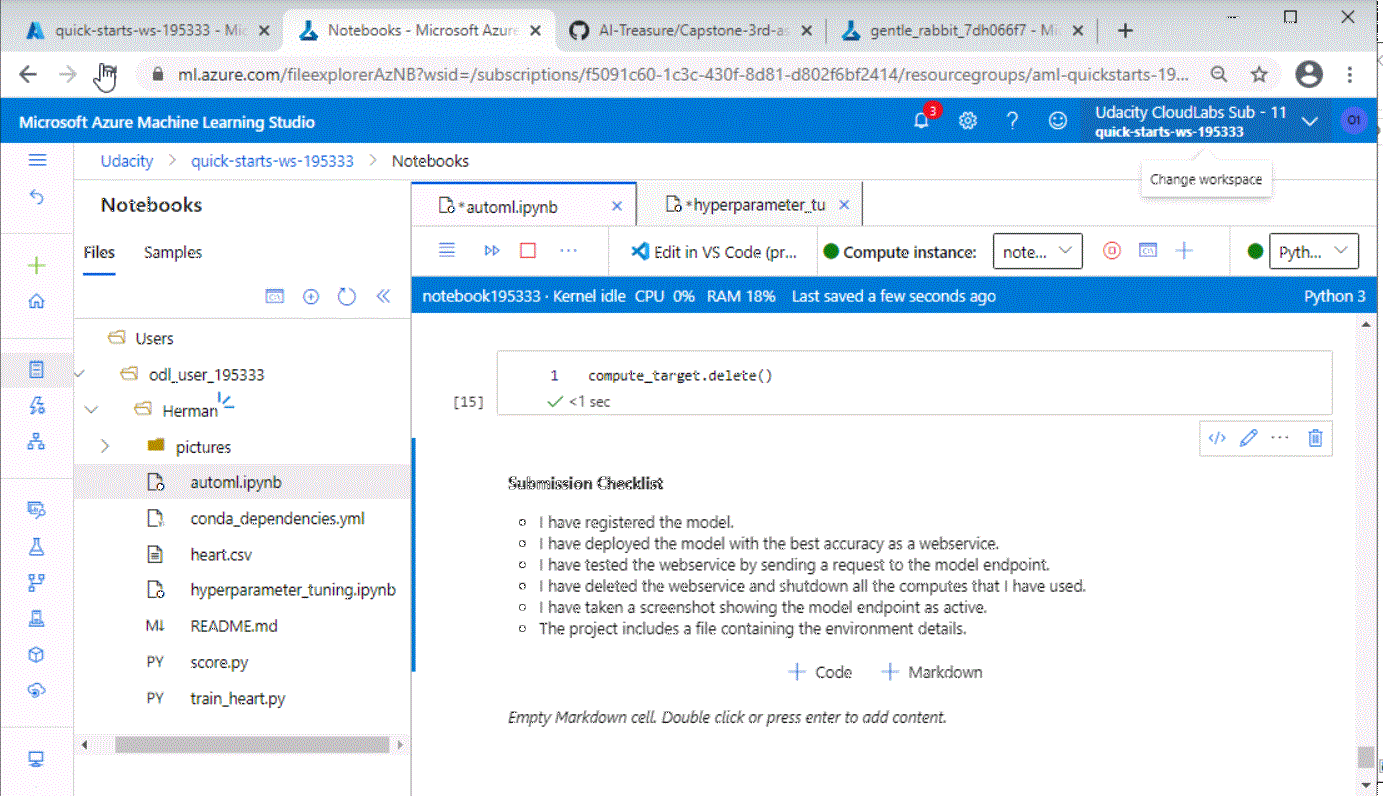 quick-starts-ws-195333 - Mic
Notebooks - Microsoft Azure
AI-Treasure/Capstone-3rd-as
gentle_rabbit_7dh066f7 - Mi
ml.azure.com/fileexplorerAzNB?wsid=/subscriptions/f5091c60-1c3c-430f-8d81-d802f6bf2414/resourcegroups/aml-quickstarts-19...
Microsoft Azure Machine Learning Studio
3
Udacity CloudLabs Sub - 11
quick-starts-ws-195333
OI
Udacity > quick-starts-ws-195333 > Notebooks
Change workspace
Notebooks
*automl.ipynb
*hyperparameter_tu
Files
Samples
Edit in VS Code (pr...
Compute instance:
note...
Pyth...
notebook195333 · Kernel idle CPU 0% RAM 18% Last saved a few seconds ago
Python 3
Users
odl_user_195333
Herman
pictures
automl.ipynb
conda_dependencies.yml
heart.csv
hyperparameter_tuning.ipynb
M↓ README.md
PY score.py
PY train_heart.py
1 compute_target.delete()
[15]
<1 sec
Submission Checklist
I have registered the model.
I have deployed the model with the best accuracy as a webservice.
I have tested the webservice by sending a request to the model endpoint.
I have deleted the webservice and shutdown all the computes that I have used.
I have taken a screenshot showing the model endpoint as active.
The project includes a file containing the environment details.
+ Code + Markdown
Empty Markdown cell. Double click or press enter to add content.